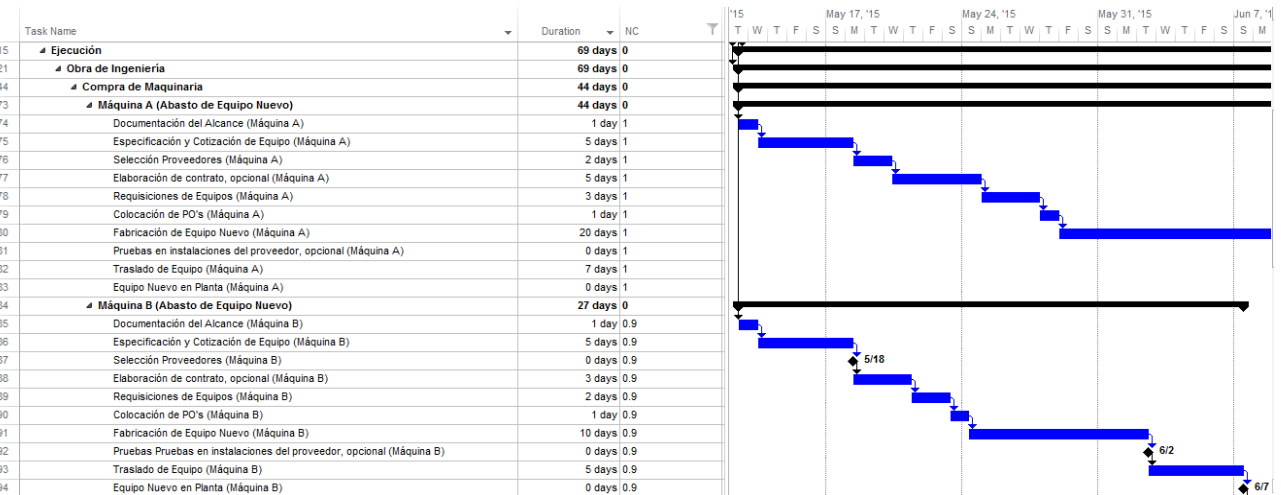 '15 May 17, '15 May 24, '15 May 31, '15 Jun 7, '1
Task Name Duration NC T W T F S S M T W T F S S M T W T F S S M T W T F S S M
15 Ejecución 69 days 0
21 Obra de Ingeniería 69 days 0
44 Compra de Maquinaria 44 days 0
73 Máquina A (Abasto de Equipo Nuevo) 44 days 0
74 Documentación del Alcance (Máquina A) 1 day 1
75 Especificación y Cotización de Equipo (Máquina A) 5 days 1
76 Selección Proveedores (Máquina A) 2 days 1
77 Elaboración de contrato, opcional (Máquina A) 5 days 1
78 Requisiciones de Equipos (Máquina A) 3 days 1
79 Colocación de PO's (Máquina A) 1 day 1
80 Fabricación de Equipo Nuevo (Máquina A) 20 days 1
81 Pruebas en instalaciones del proveedor, opcional (Máquina A) 0 days 1
82 Traslado de Equipo (Máquina A) 7 days 1
83 Equipo Nuevo en Planta (Máquina A) 0 days 1
84 Máquina B (Abasto de Equipo Nuevo) 27 days 0
85 Documentación del Alcance (Máquina B) 1 day 0.9
86 Especificación y Cotización de Equipo (Máquina B) 5 days 0.9
87 Selección Proveedores (Máquina B) 0 days 0.9 5/18
88 Elaboración de contrato, opcional (Máquina B) 3 days 0.9
89 Requisiciones de Equipos (Máquina B) 2 days 0.9
90 Colocación de PO's (Máquina B) 1 day 0.9
91 Fabricación de Equipo Nuevo (Máquina B) 10 days 0.9
92 Pruebas Pruebas en instalaciones del proveedor, opcional (Máquina B) 0 days 0.9 6/2
93 Traslado de Equipo (Máquina B) 5 days 0.9
94 Equipo Nuevo en Planta (Máquina B) 0 days 0.9 6/7